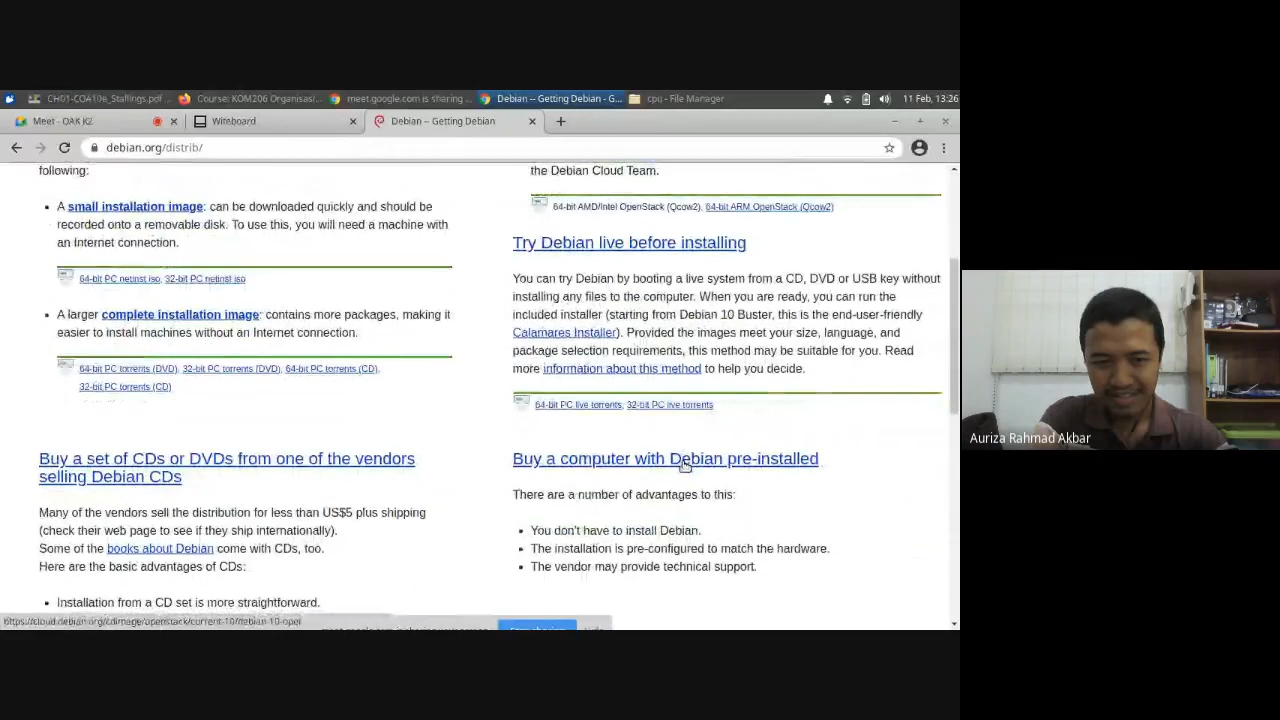 CH01-COA10e_Stallings.pdf ...
Course: KOM206 Organisasi...
meet.google.com is sharing ...
Debian -- Getting Debian - G...
cpu - File Manager
11 Feb, 13:26
Meet - OAK K2
Witeboard
Debian -- Getting Debian
debian.org/distrib/
following:
A small installation image: can be downloaded quickly and should be
recorded onto a removable disk. To use this, you will need a machine with
an Internet connection.
64-bit PC netinst iso, 32-bit PC netinst iso
A larger complete installation image: contains more packages, making it
easier to install machines without an Internet connection.
64-bit PC torrents (DVD), 32-bit PC torrents (DVD), 64-bit PC torrents (CD),
32-bit PC torrents (CD)
Buy a set of CDs or DVDs from one of the vendors
selling Debian CDs
Many of the vendors sell the distribution for less than US$5 plus shipping
(check their web page to see if they ship internationally).
Some of the books about Debian come with CDs, too.
Here are the basic advantages of CDs:
Installation from a CD set is more straightforward.
the Debian Cloud Team.
64-bit AMD/Intel OpenStack (Qcow2), 64-bit ARM OpenStack (Qcow2)
Try Debian live before installing
You can try Debian by booting a live system from a CD, DVD or USB key without
installing any files to the computer. When you are ready, you can run the
included installer (starting from Debian 10 Buster, this is the end-user-friendly
Calamares Installer). Provided the images meet your size, language, and
package selection requirements, this method may be suitable for you. Read
more information about this method to help you decide.
64-bit PC live torrents, 32-bit PC live torrents
Buy a computer with Debian pre-installed
There are a number of advantages to this:
You don't have to install Debian.
The installation is pre-configured to match the hardware.
The vendor may provide technical support.
https://cloud.debian.org/cdimage/openstack/current-10/debian-10-opel
Auriza Rahmad Akbar